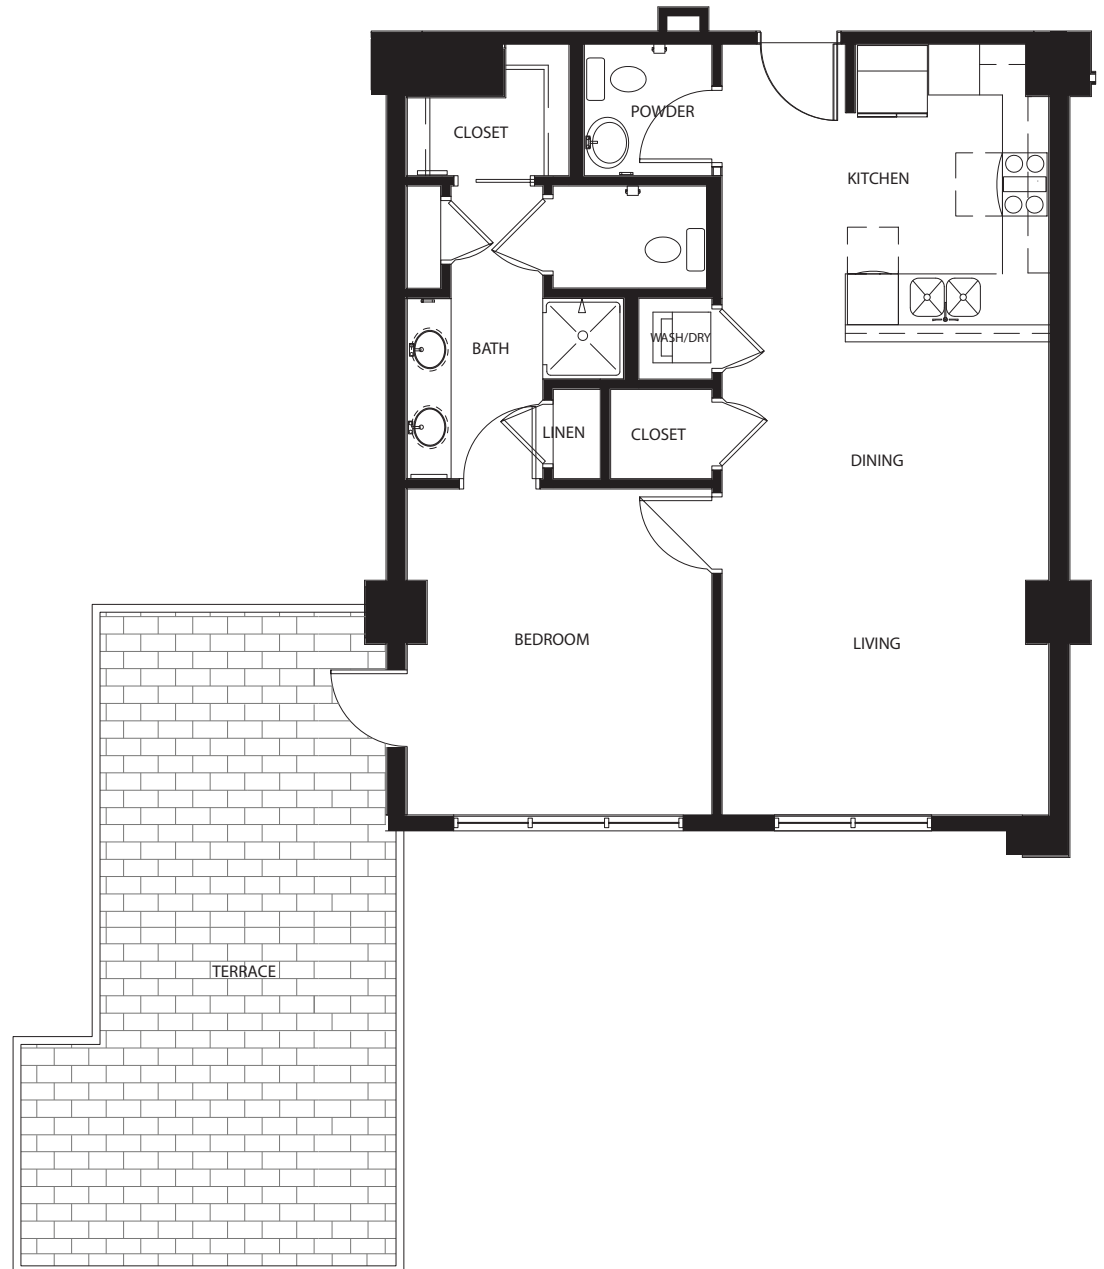 POWDER
CLOSET
KITCHEN
WASH/DRY
BATH
LINEN
CLOSET
DINING
BEDROOM
LIVING
TERRACE